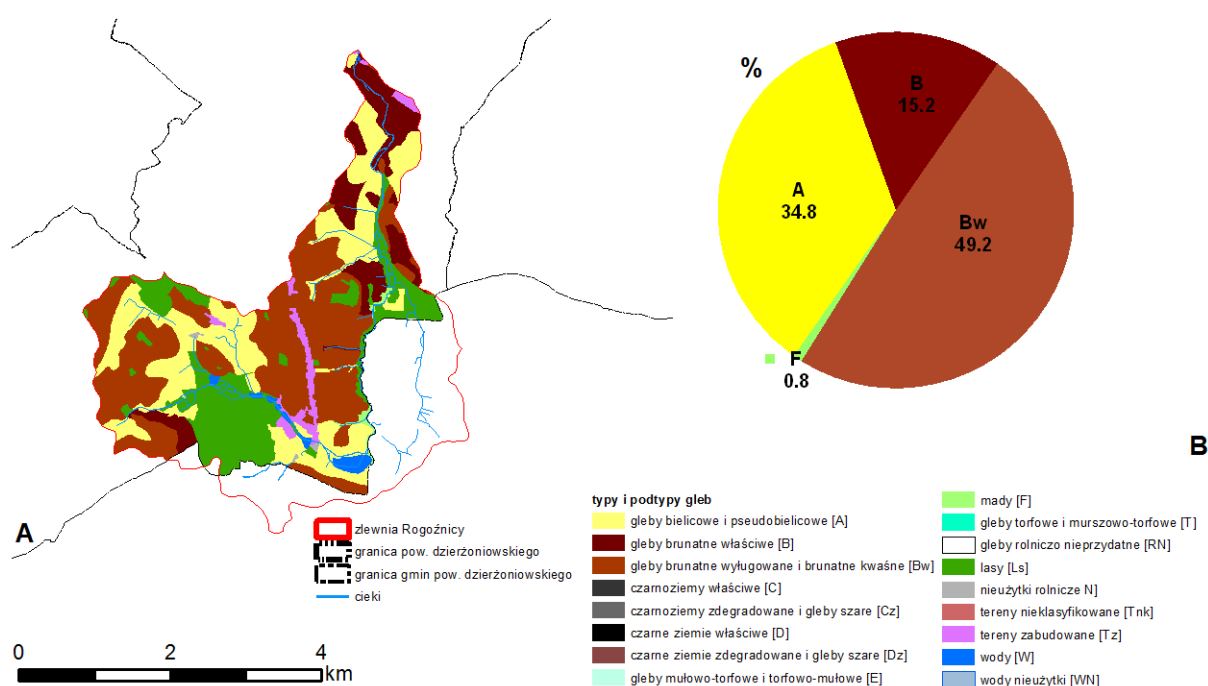 %
B
15.2
A
34.8
Bw
49.2
F
0.8
B
A
zlewnia Rogoźnicy
granica pow. dzierżoniowskiego
granica gmin pow. dzierżoniowskiego
cieki
0 2 4
km
typy i podtypy gleb
gleby bielicowe i pseudobielicowe [A]
gleby brunatne właściwe [B]
gleby brunatne wyługowane i brunatne kwaśne [Bw]
czarnoziemy właściwe [C]
czarnoziemy zdegradowane i gleby szare [Cz]
czarne ziemie właściwe [D]
czarne ziemie zdegradowane i gleby szare [Dz]
gleby mułowo-torfowe i torfowo-mułowe [E]
mady [F]
gleby torfowe i murszowo-torfowe [T]
gleby rolniczo nieprzydatne [RN]
lasy [Ls]
nieużytki rolnicze N]
tereny nieklasyfikowane [Tnk]
tereny zabudowane [Tz]
wody [W]
wody nieużytki [WN]